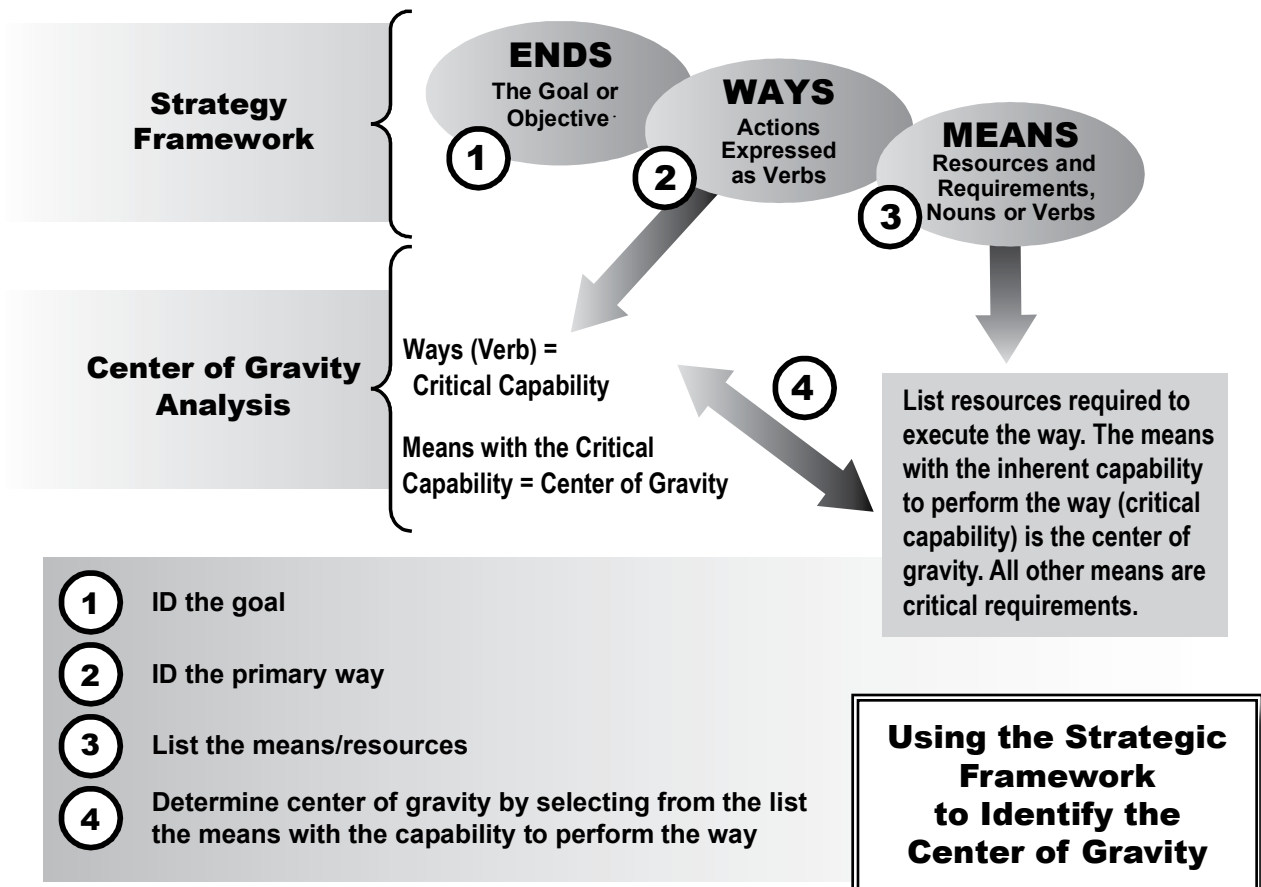 Strategy
Framework
ENDS
The Goal or
Objective
1
WAYS
Actions
Expressed
as Verbs
2
MEANS
Resources and
Requirements,
Nouns or Verbs
3
Center of Gravity
Analysis
Ways (Verb) =
Critical Capability
Means with the Critical
Capability = Center of Gravity
4
List resources required to
execute the way. The means
with the inherent capability
to perform the way (critical
capability) is the center of
gravity. All other means are
critical requirements.
1 ID the goal
2 ID the primary way
3 List the means/resources
4 Determine center of gravity by selecting from the list
the means with the capability to perform the way
Using the Strategic
Framework
to Identify the
Center of Gravity